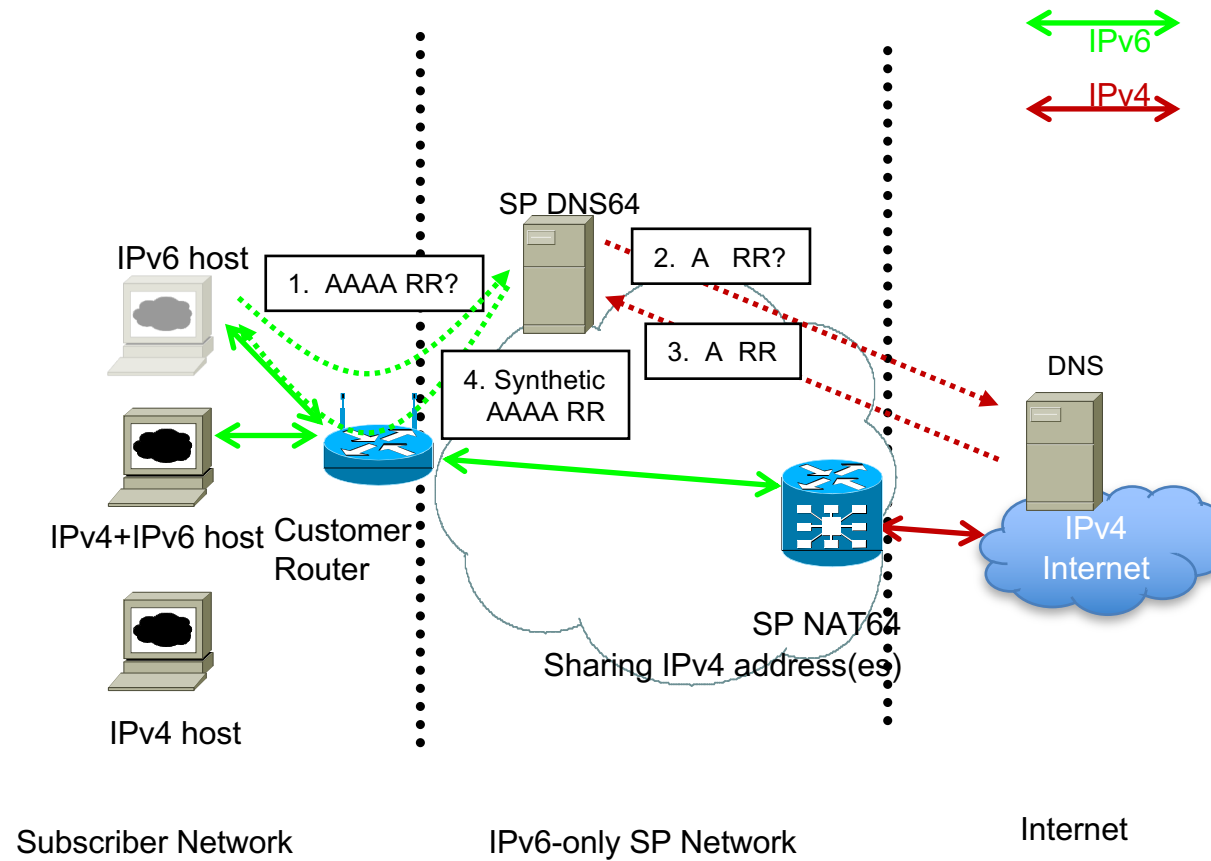 IPv6
IPv4
SP DNS64
IPv6 host
1. AAAA RR?
2. A RR?
3. A RR
4. Synthetic
AAAA RR
DNS
IPv4+IPv6 host
Customer
Router
IPv4
Internet
SP NAT64
Sharing IPv4 address(es)
IPv4 host
Subscriber Network
IPv6-only SP Network
Internet